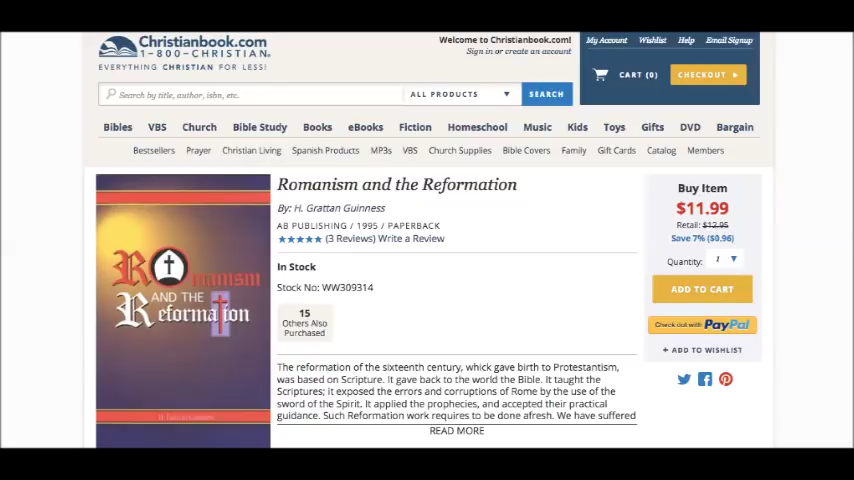 Christianbook.com
1-800-CHRISTIAN.
EVERYTHING CHRISTIAN FOR LESS!
Welcome to Christianbook.com!
Sign in or create an account
My Account Wishlist Help Email Signup
CART (0) CHECKOUT
Search by title, author, isbn, etc. ALL PRODUCTS SEARCH
Bibles VBS Church Bible Study Books eBooks Fiction Homeschool Music Kids Toys Gifts DVD Bargain
Bestsellers Prayer Christian Living Spanish Products MP3s VBS Church Supplies Bible Covers Family Gift Cards Catalog Members
Romanism
AND THE
Reformation
H. Grattan Guinness
Romanism and the Reformation
By: H. Grattan Guinness
AB PUBLISHING / 1995 / PAPERBACK
(3 Reviews) Write a Review
In Stock
Stock No: WW309314
15
Others Also
Purchased
The reformation of the sixteenth century, whick gave birth to Protestantism,
was based on Scripture. It gave back to the world the Bible. It taught the
Scriptures; it exposed the errors and corruptions of Rome by the use of the
sword of the Spirit. It applied the prophecies, and accepted their practical
guidance. Such Reformation work requires to be done afresh. We have suffered
READ MORE
Buy Item
$11.99
Retail: $12.95
Save 7% ($0.96)
Quantity: 1
ADD TO CART
Check out with PayPal
+ ADD TO WISHLIST